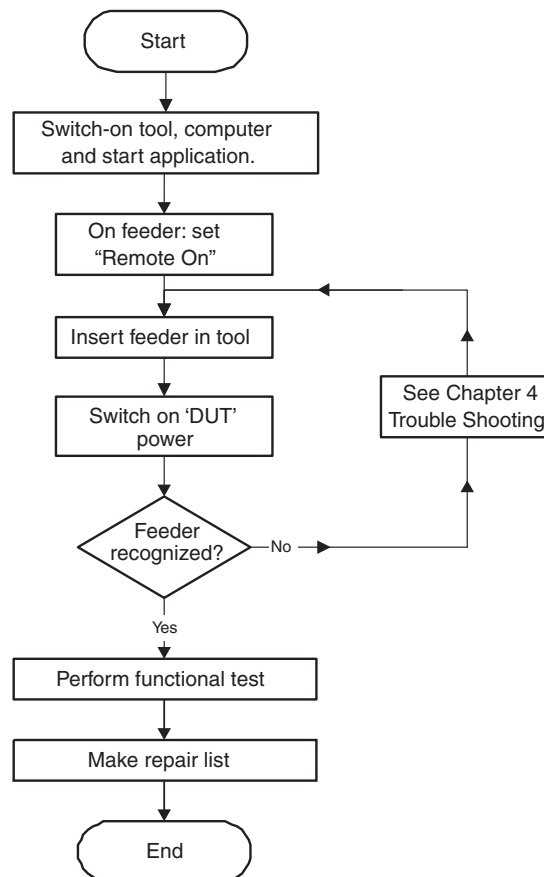 Start
Switch-on tool, computer
and start application.
On feeder: set
“Remote On”
Insert feeder in tool
See Chapter 4
Trouble Shooting
Switch on ‘DUT’
power
Feeder
recognized?
No
Yes
Perform functional test
Make repair list
End